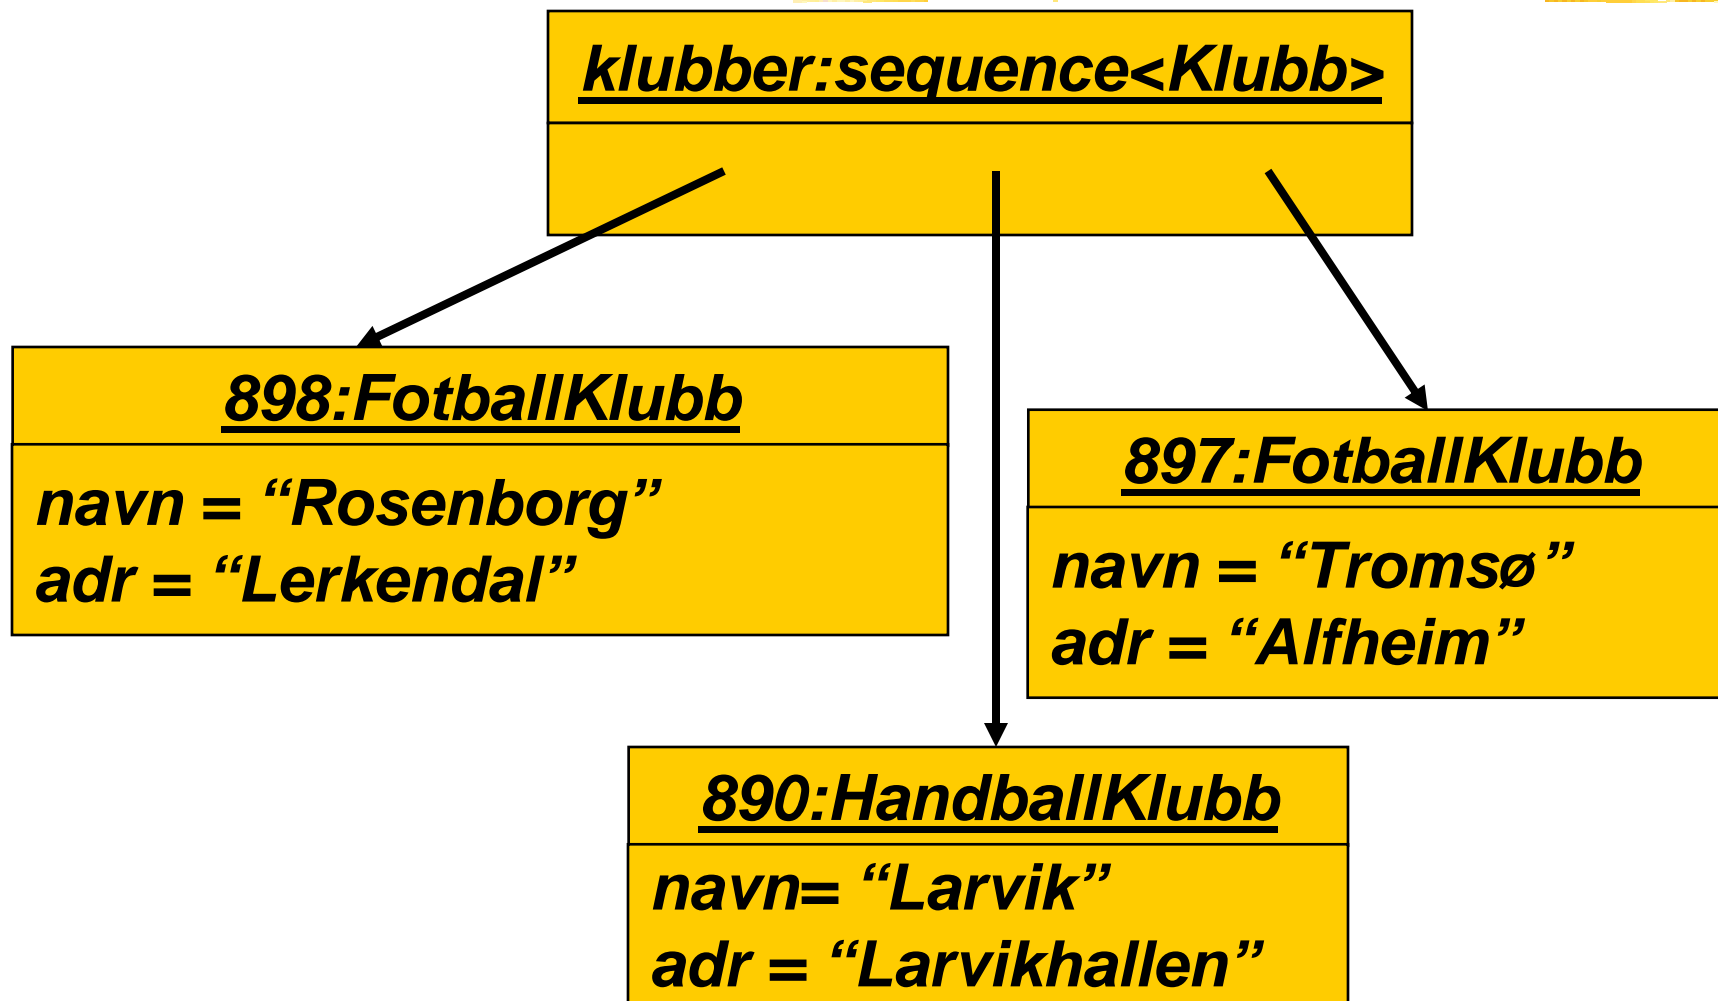 klubber:sequence<Klubb>
898:FotballKlubb
navn = “Rosenborg”
adr = “Lerkendal”
897:FotballKlubb
navn = “Tromsø”
adr = “Alfheim”
890:HandballKlubb
navn= “Larvik”
adr = “Larvikhallen”